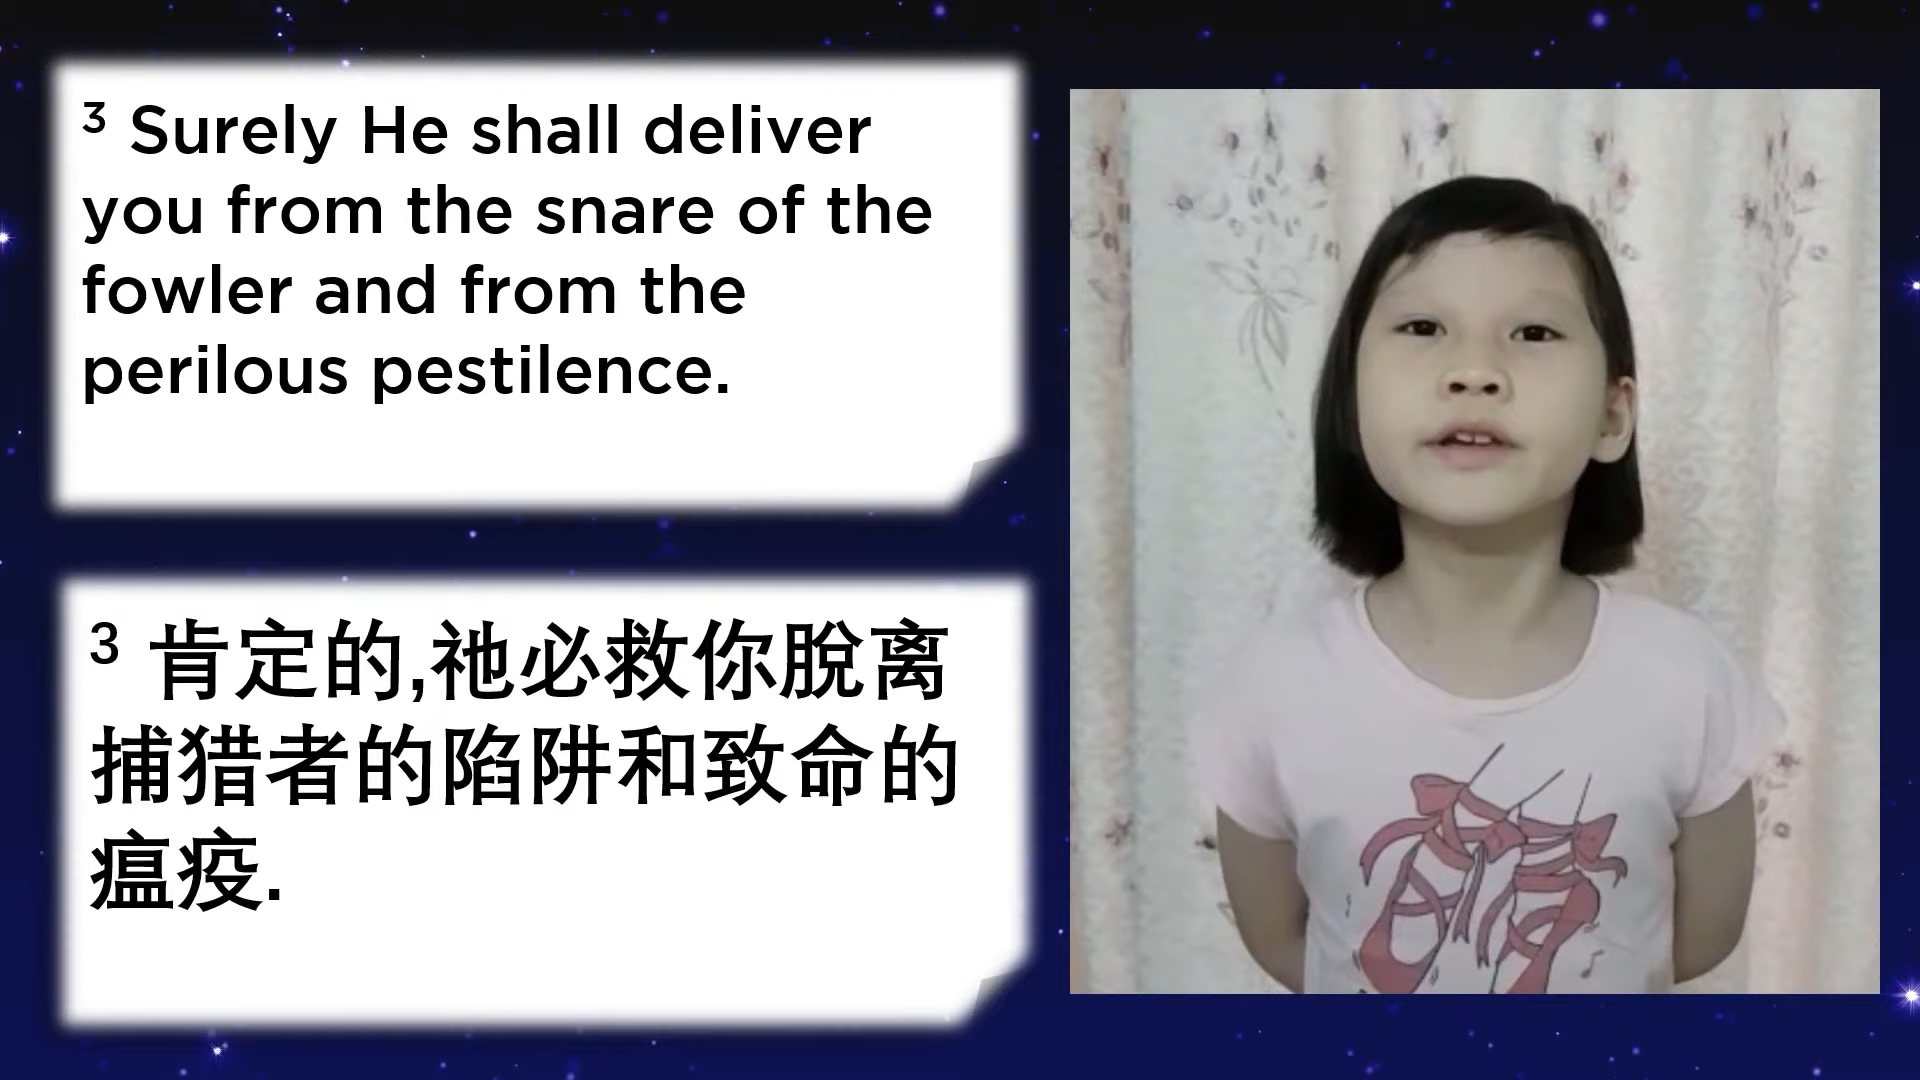 ³ Surely He shall deliver
you from the snare of the
fowler and from the
perilous pestilence.
³ 肯定的,祂必救你脫离
捕猎者的陷阱和致命的
瘟疫.